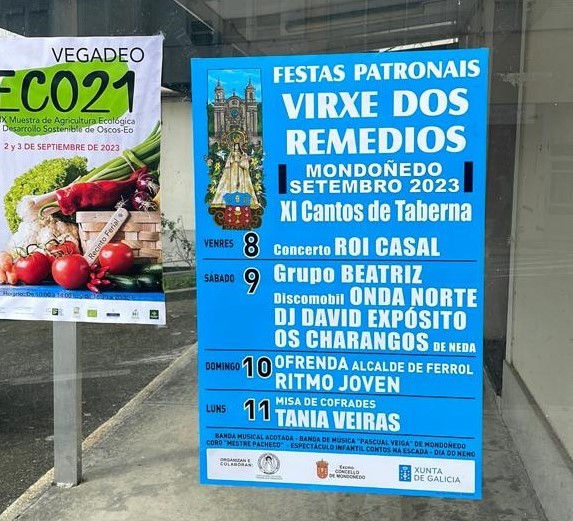 VEGADEO
ECO21
Muestra de Agricultura Ecológica
Desarrollo Sostenible de Oscos-Eo
2 y 3 DE SEPTIEMBRE DE 2023
Recinto Ferial
FESTAS PATRONAIS
VIRXE DOS
REMEDIOS
MONDOÑEDO
SETEMBRO 2023
XI Cantos de Taberna
VENRES 8 Concerto ROI CASAL
SÁBADO 9 Grupo BEATRIZ
Discomobil ONDA NORTE
DJ DAVID EXPÓSITO
OS CHARANGOS DE NEDA
DOMINGO 10 OFRENDA ALCALDE DE FERROL
RITMO JOVEN
LUNS 11 MISA DE COFRADES
TANIA VEIRAS
BANDA MUSICAL ACOTAGA - BANDA DE MÚSICA "PASCUAL VEIGA" DE MONDOÑEDO
CORO "MESTRE PACHECO" - ESPECTÁCULO INFANTIL CONTOS NA ESCADA - DIA DO NENO
ORGANIZAN E
COLABORAN:
EXCMO.
CONCELLO
DE MONDOÑEDO
XUNTA
DE GALICIA